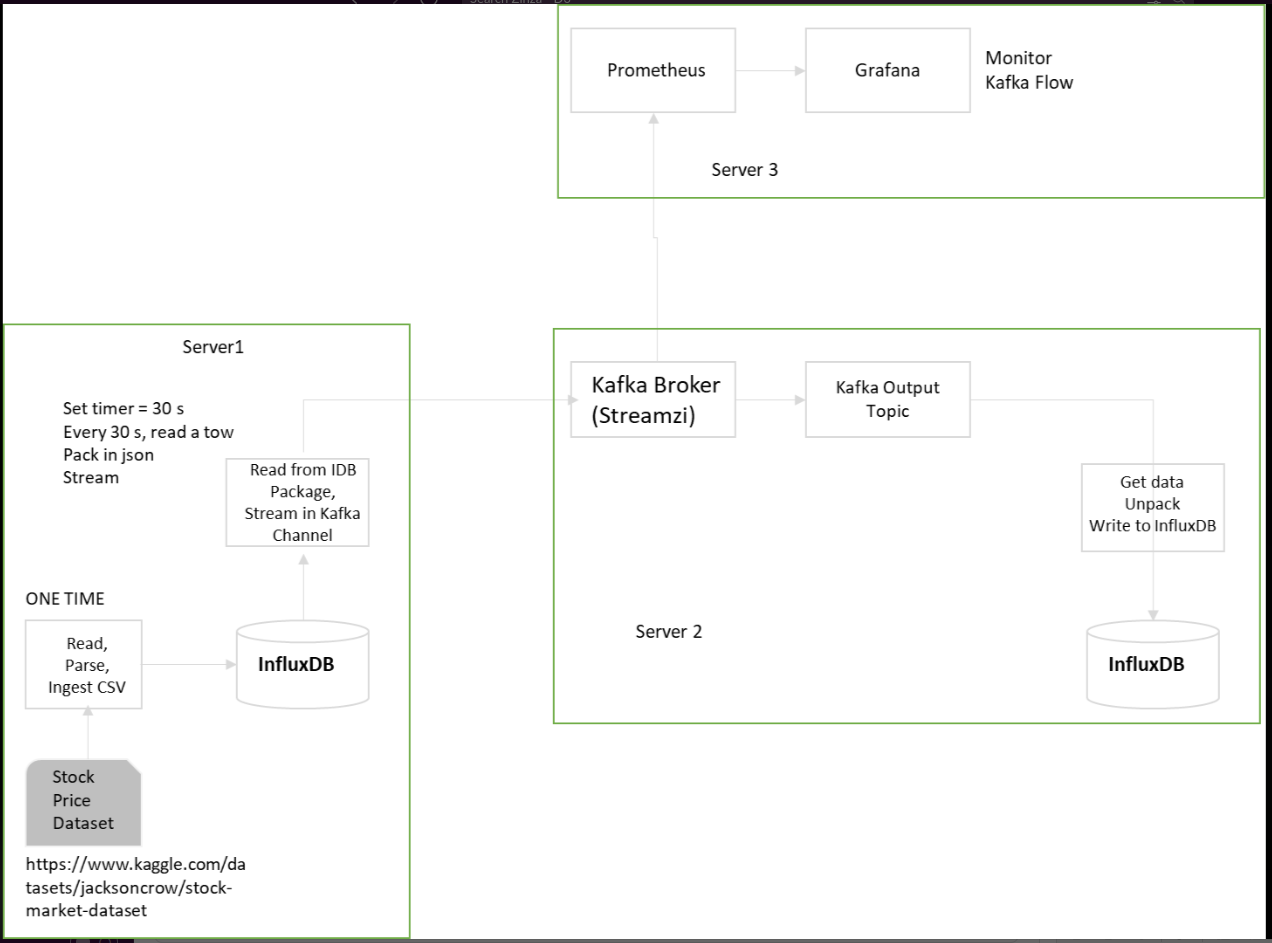 Prometheus
Grafana
Monitor
Kafka Flow
Server 3
Server1
Set timer = 30 s
Every 30 s, read a tow
Pack in json
Stream
Read from IDB
Package,
Stream in Kafka
Channel
ONE TIME
Read,
Parse,
Ingest CSV
InfluxDB
Stock
Price
Dataset
https://www.kaggle.com/da
tasets/jacksoncrow/stock-
market-dataset
Kafka Broker
(Streamzi)
Kafka Output
Topic
Get data
Unpack
Write to InfluxDB
Server 2
InfluxDB